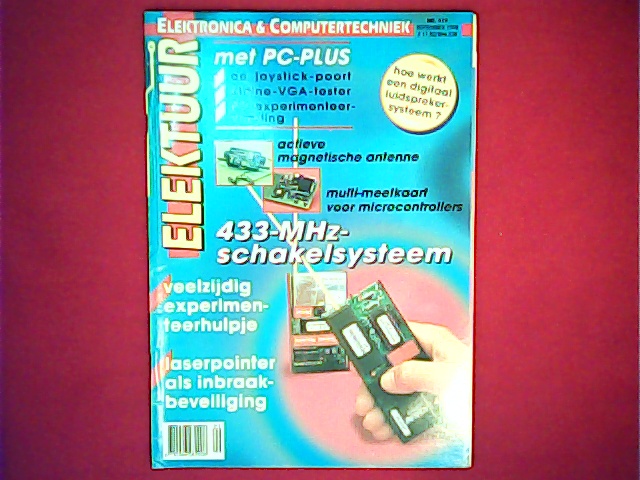 ELEKTRONICA & COMPUTERTECHNIEK
ELEKTUUR
met PC-PLUS
joystick-poort
-VGA-tester
experimenteer-
hoe werkt
een digitaal
luidspreker-
systeem ?
actieve
magnetische antenne
multi-meetkaart
voor microcontrollers
433-MHz-
schakelsysteem
veelzijdig
experimen-
teerhulpje
laserpointer
als inbraak-
beveiliging